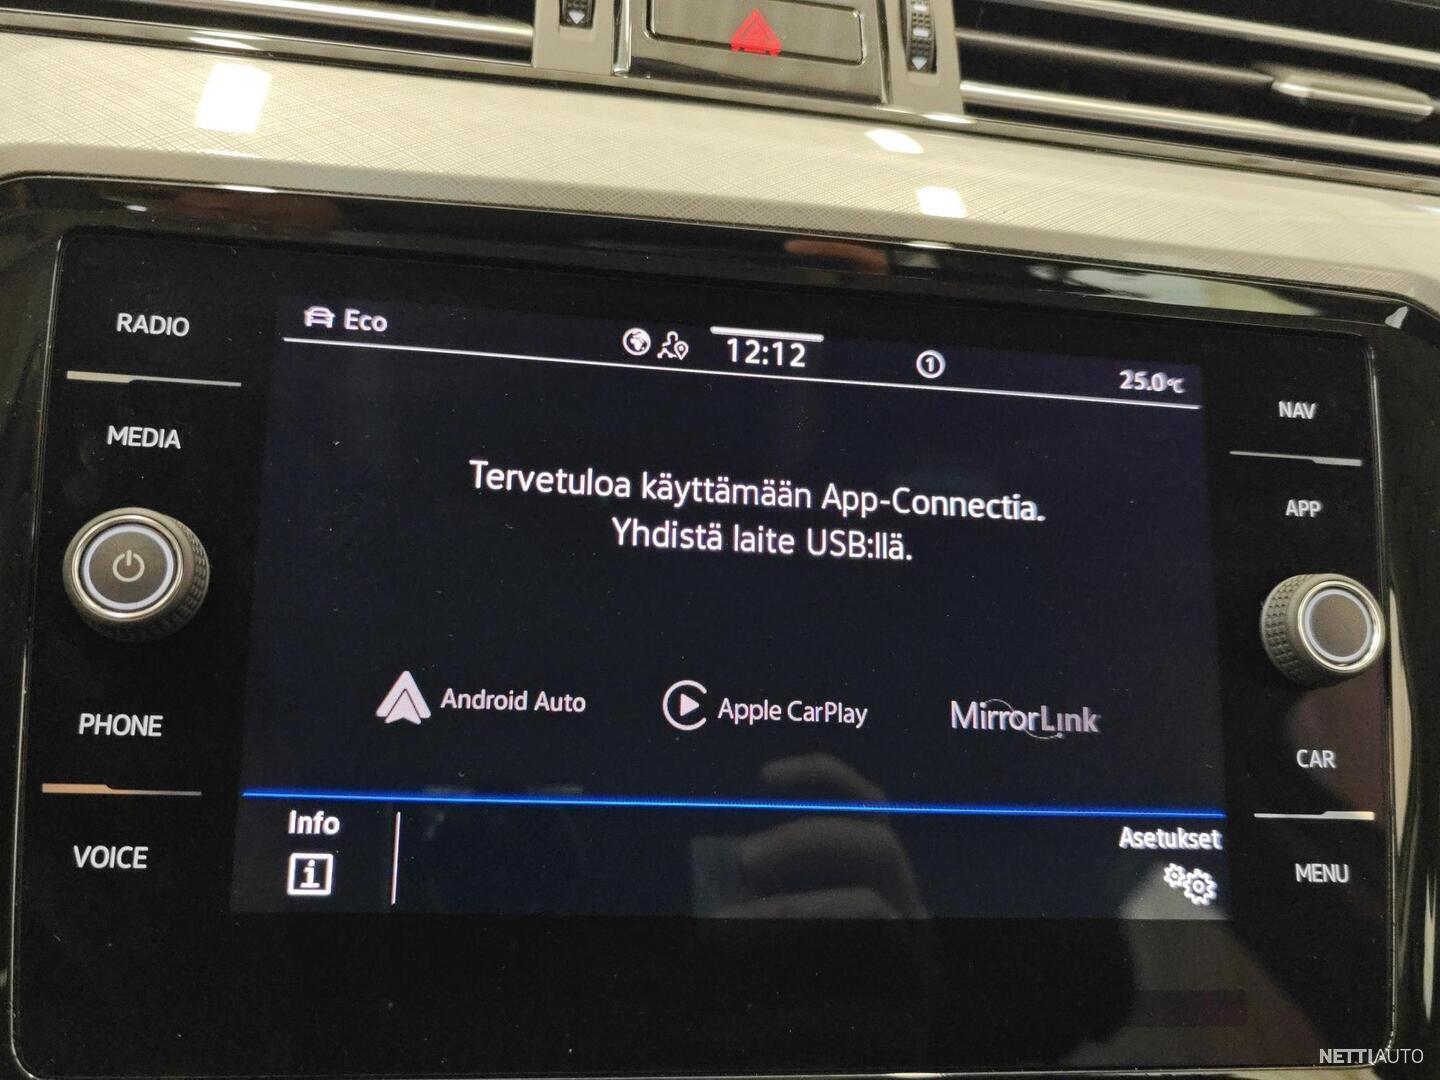 RADIO
MEDIA
PHONE
VOICE
Eco
12:12
1
25.0°C
Tervetuloa käyttämään App-Connectia.
Yhdistä laite USB:llä.
Android Auto
Apple CarPlay
MirrorLink
Info
i
Asetukset
NAV
APP
CAR
MENU
NETTIAUTO